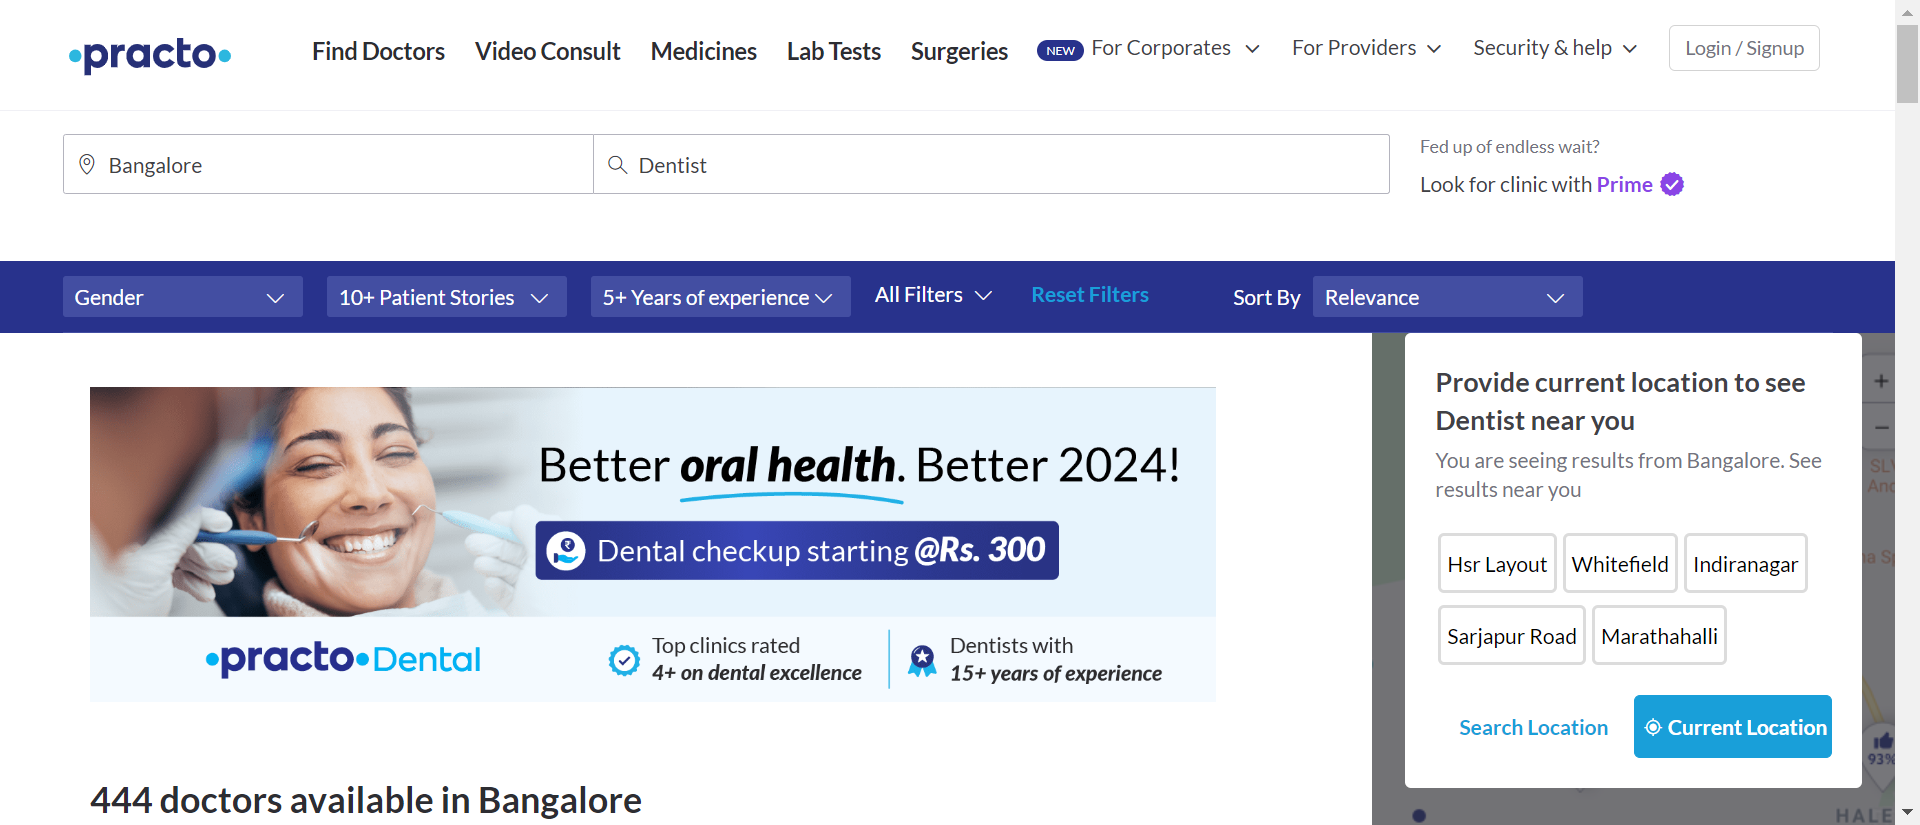 practo
Find Doctors
Video Consult
Medicines
Lab Tests
Surgeries
NEW For Corporates
For Providers
Security & help
Login / Signup
Bangalore
Dentist
Fed up of endless wait?
Look for clinic with Prime
Gender
10+ Patient Stories
5+ Years of experience
All Filters
Reset Filters
Sort By
Relevance
Better oral health. Better 2024!
Dental checkup starting @Rs. 300
practo Dental
Top clinics rated
4+ on dental excellence
Dentists with
15+ years of experience
444 doctors available in Bangalore
Provide current location to see
Dentist near you
You are seeing results from Bangalore. See
results near you
Hsr Layout
Whitefield
Indiranagar
Sarjapur Road
Marathahalli
Search Location
Current Location
+
−
93%
HALE